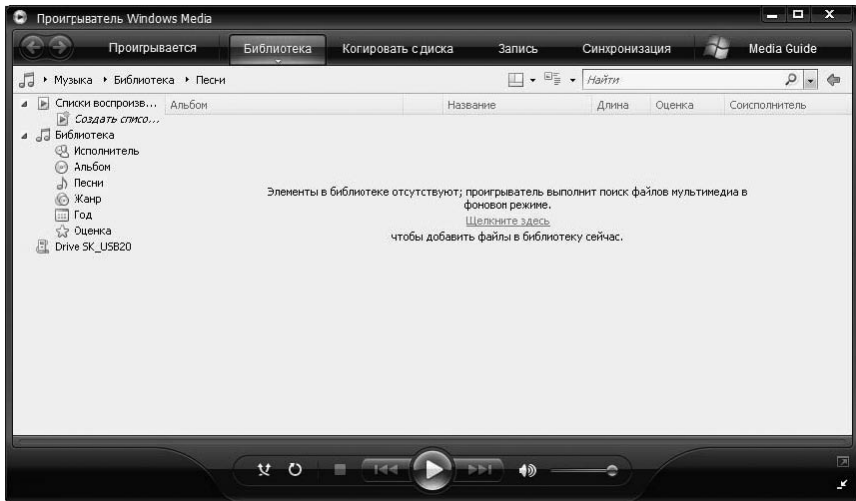 Проигрыватель Windows Media
Проигрывается Библиотека Копировать с диска Запись Синхронизация Media Guide
Музыка Библиотека Песни Найти
Списки воспроизв... Альбом Название Длина Оценка Соисполнитель
Создать списо...
Библиотека
Исполнитель
Альбом
Песни
Жанр
Год
Оценка
Drive SK_USB20
Элементы в библиотеке отсутствуют; проигрыватель выполнит поиск файлов мультимедиа в
фоновом режиме.
Щелкните здесь
чтобы добавить файлы в библиотеку сейчас.